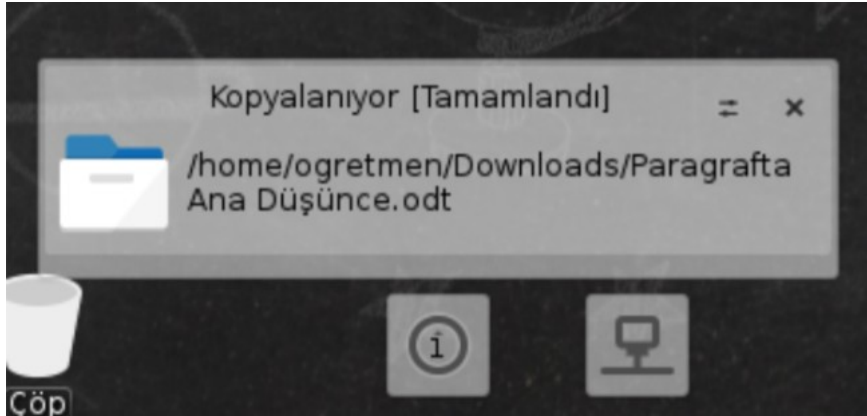 Kopyalanıyor [Tamamlandı]
/home/ogretmen/Downloads/Paragrafta
Ana Düşünce.odt
Çöp